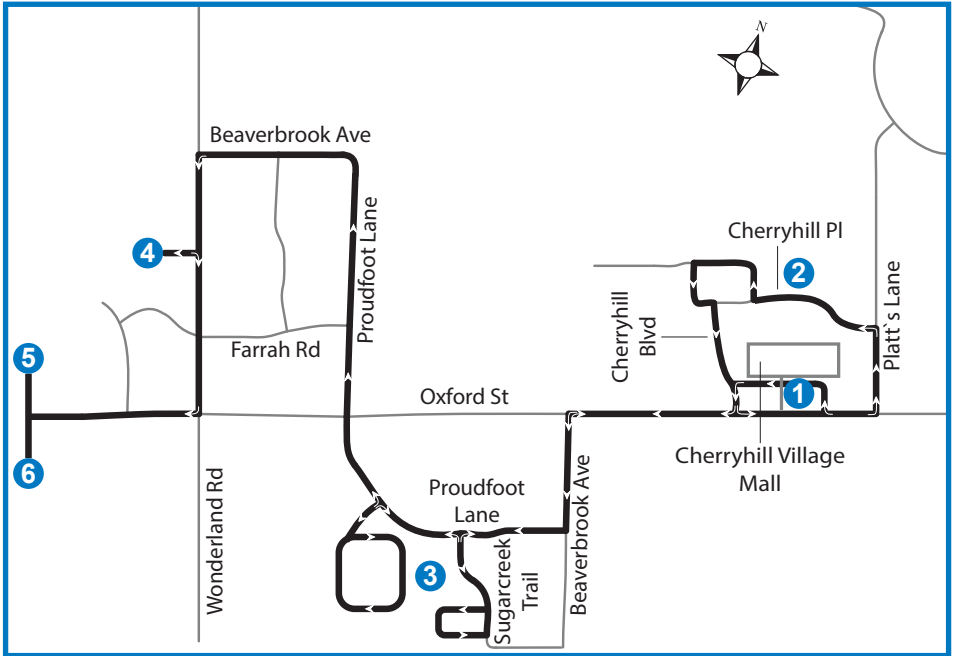 N
Beaverbrook Ave
Cherryhill Pl
2
4
Proudfoot Lane
Cherryhill
Blvd
Platt`s Lane
Farrah Rd
5
1
Oxford St
Cherryhill Village
Mall
6
Wonderland Rd
Proudfoot
Lane
3
Sugarcreek
Trail
Beaverbrook Ave